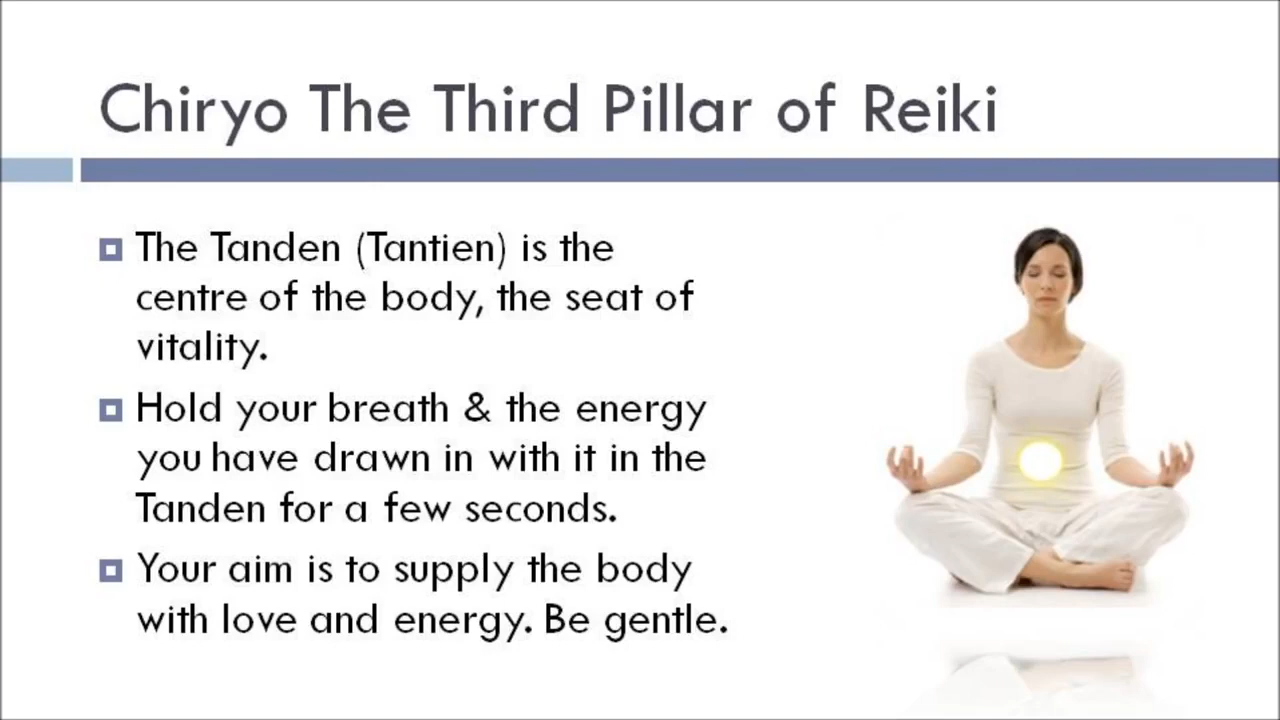 Chiryo The Third Pillar of Reiki
The Tanden (Tantien) is the
centre of the body, the seat of
vitality.
Hold your breath & the energy
you have drawn in with it in the
Tanden for a few seconds.
Your aim is to supply the body
with love and energy. Be gentle.